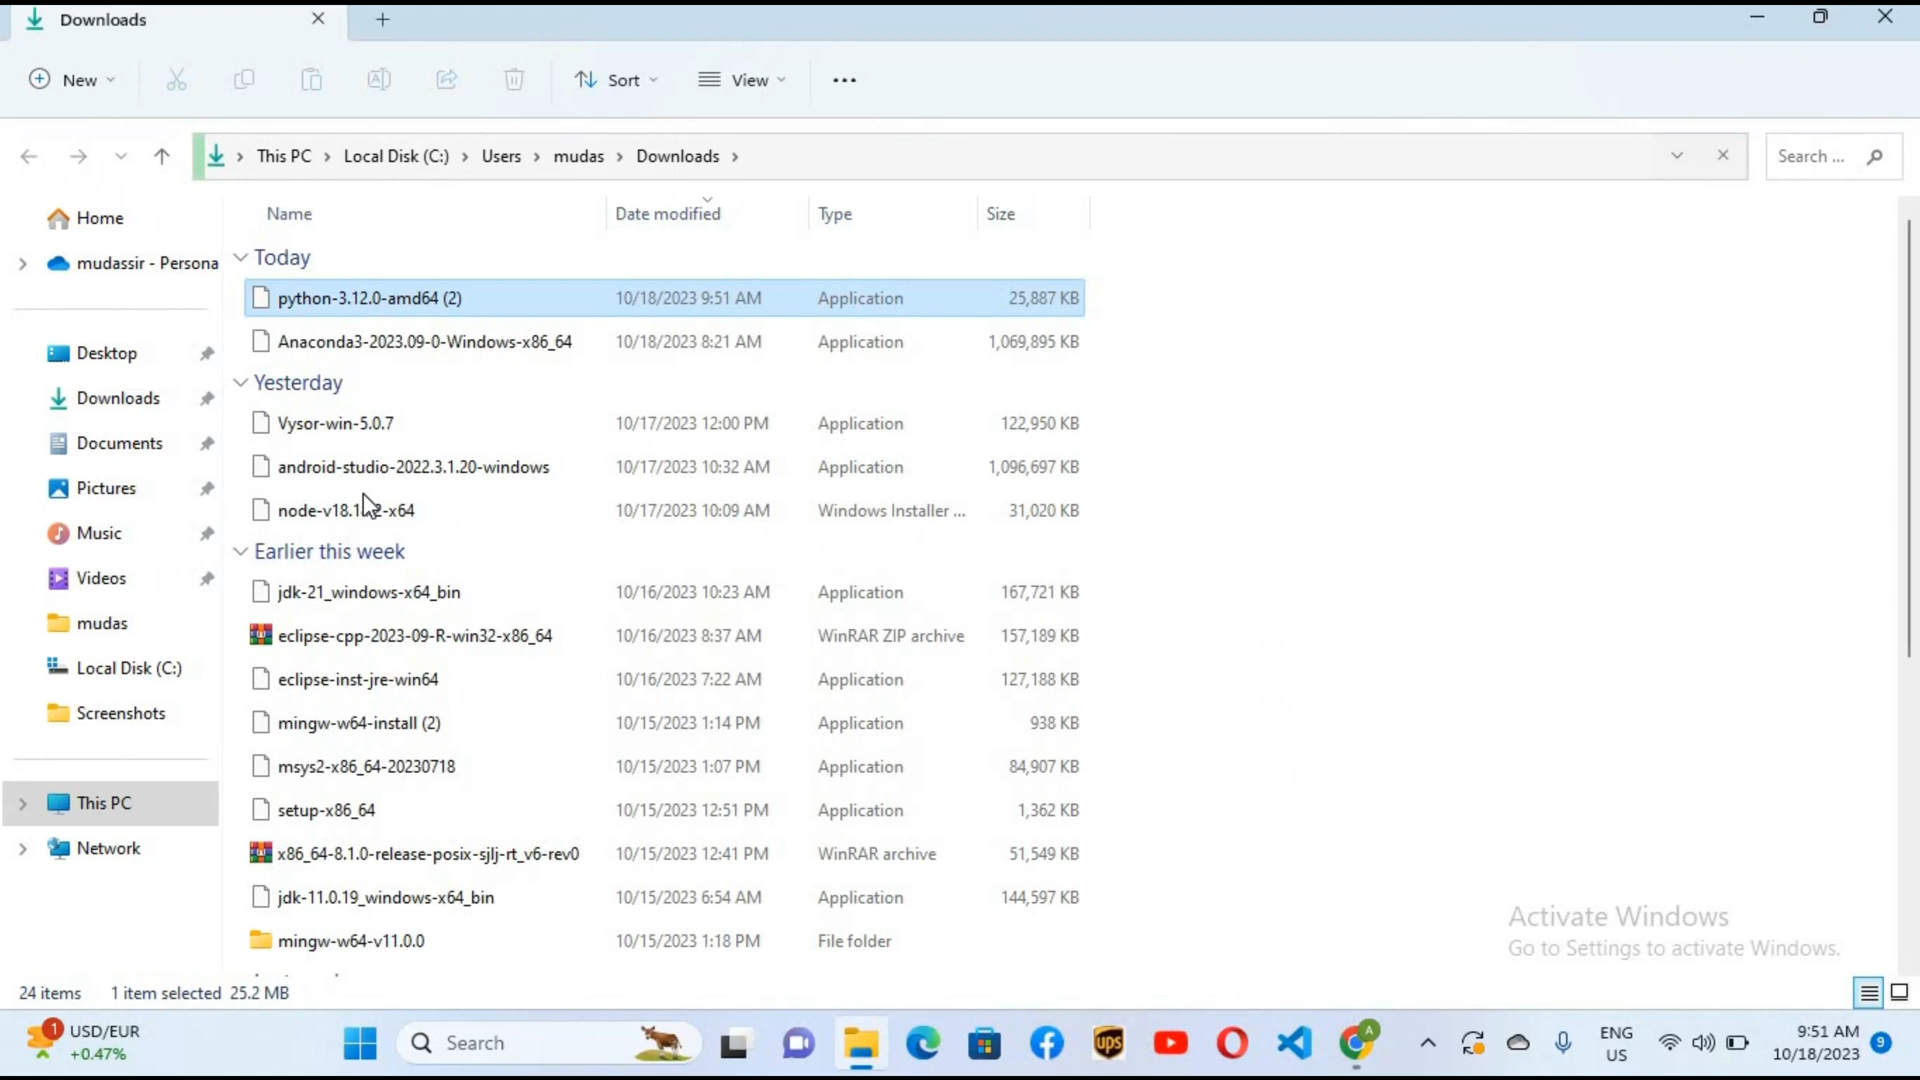 Downloads
New
Sort
View
This PC
Local Disk (C:)
Users
mudas
Downloads
Search ...
Home
mudassir - Persona
Desktop
Downloads
Documents
Pictures
Music
Videos
mudas
Local Disk (C:)
Screenshots
This PC
Network
Name Date modified Type Size
Today
python-3.12.0-amd64 (2) 10/18/2023 9:51 AM Application 25,887 KB
Anaconda3-2023.09-0-Windows-x86_64 10/18/2023 8:21 AM Application 1,069,895 KB
Yesterday
Vysor-win-5.0.7 10/17/2023 12:00 PM Application 122,950 KB
android-studio-2022.3.1.20-windows 10/17/2023 10:32 AM Application 1,096,697 KB
10/17/2023 10:09 AM Windows Installer ... 31,020 KB
Earlier this week
jdk-21_windows-x64_bin 10/16/2023 10:23 AM Application 167,721 KB
eclipse-cpp-2023-09-R-win32-x86_64 10/16/2023 8:37 AM WinRAR ZIP archive 157,189 KB
eclipse-inst-jre-win64 10/16/2023 7:22 AM Application 127,188 KB
mingw-w64-install (2) 10/15/2023 1:14 PM Application 938 KB
msys2-x86_64-20230718 10/15/2023 1:07 PM Application 84,907 KB
setup-x86_64 10/15/2023 12:51 PM Application 1,362 KB
x86_64-8.1.0-release-posix-sjlj-rt_v6-rev0 10/15/2023 12:41 PM WinRAR archive 51,549 KB
jdk-11.0.19_windows-x64_bin 10/15/2023 6:54 AM Application 144,597 KB
mingw-w64-v11.0.0 10/15/2023 1:18 PM File folder
Activate Windows
Go to Settings to activate Windows.
24 items 1 item selected 25.2 MB
1
USD/EUR
+0.47%
Search
ups
A
ENG
US
9:51 AM
10/18/2023
9